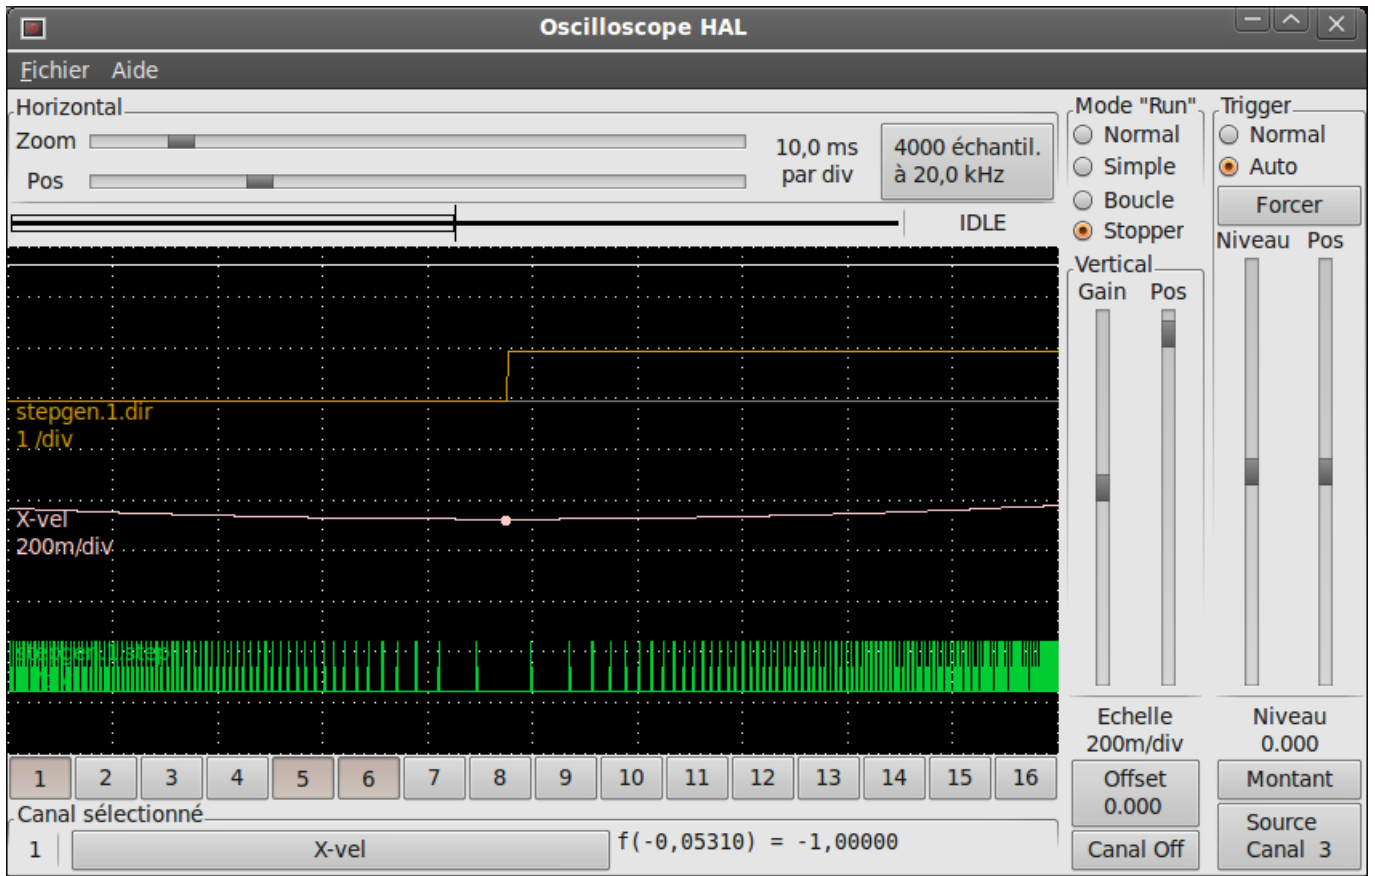 Oscilloscope HAL
Fichier Aide
Horizontal
Zoom
Pos
10,0 ms
par div
4000 échantil.
à 20,0 kHz
IDLE
Mode "Run"
Normal
Simple
Boucle
Stopper
Trigger
Normal
Auto
Forcer
Niveau Pos
Vertical
Gain Pos
stepgen.1.dir
1 /div
X-vel
200m/div
stepgen.1.step
Echelle
200m/div
Offset
0.000
Canal Off
Niveau
0.000
Montant
Source
Canal 3
1 2 3 4 5 6 7 8 9 10 11 12 13 14 15 16
Canal sélectionné
1 X-vel f(-0,05310) = -1,00000